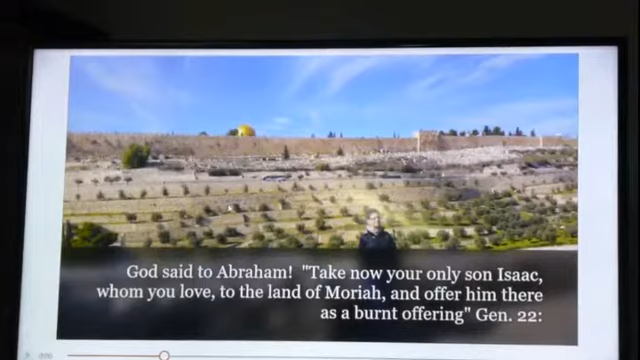 God said to Abraham! "Take now your only son Isaac,
whom you love, to the land of Moriah, and offer him there
as a burnt offering" Gen. 22: